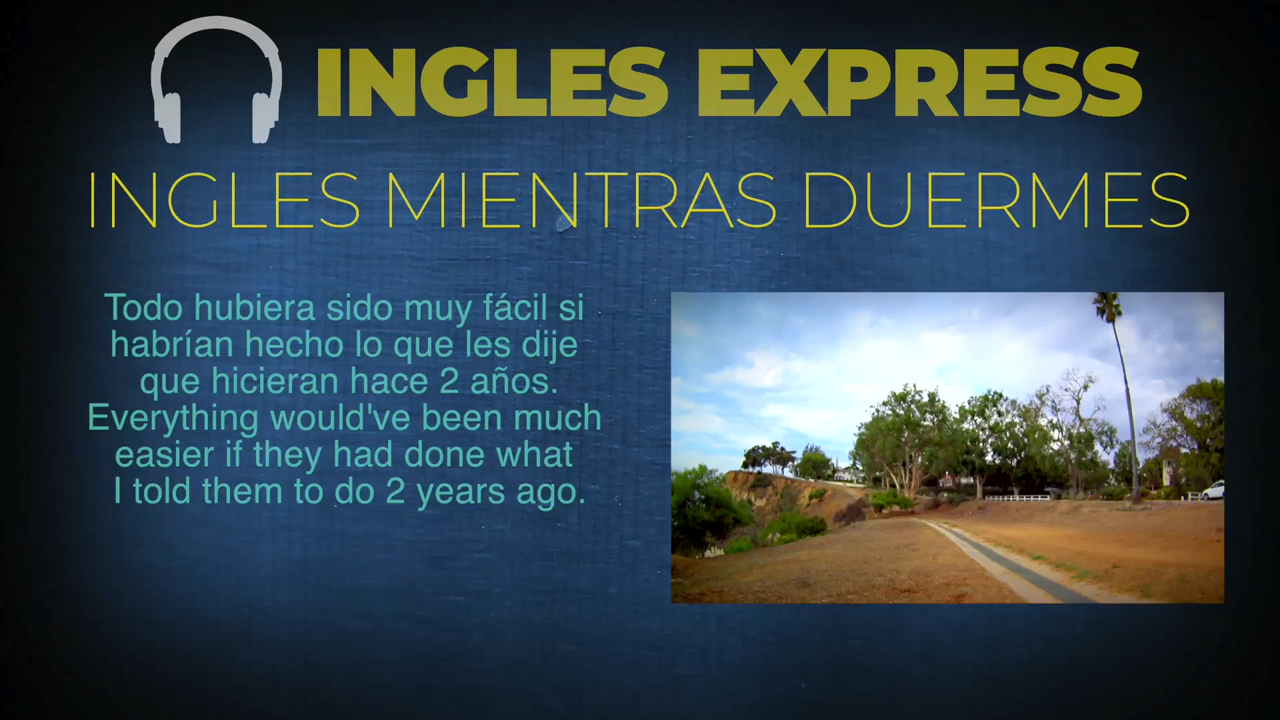 INGLES EXPRESS
INGLES MIENTRAS DUERMES
Todo hubiera sido muy fácil si
habrían hecho lo que les dije
que hicieran hace 2 años.
Everything would've been much
easier if they had done what
I told them to do 2 years ago.